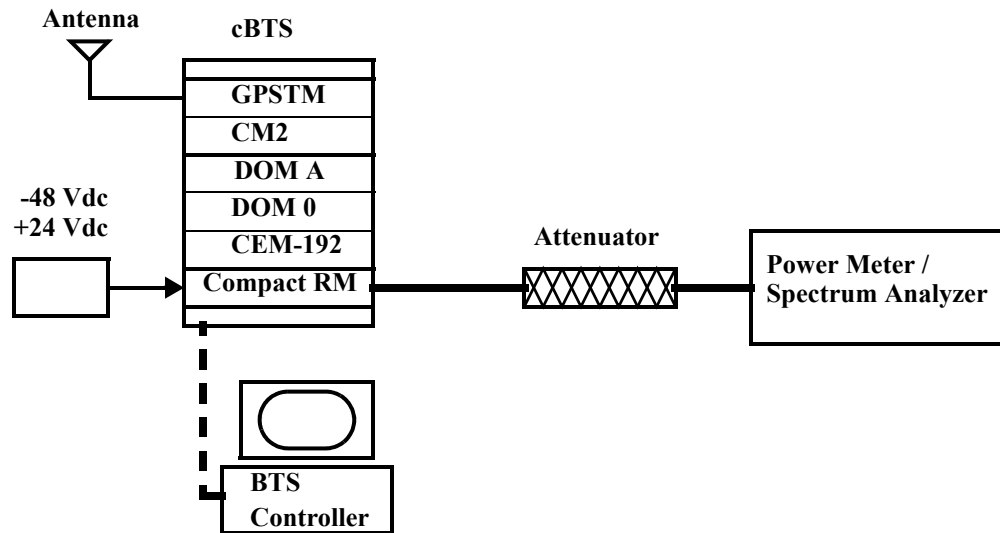 Antenna
cBTS
GPSTM
CM2
DOM A
DOM 0
CEM-192
Compact RM
-48 Vdc
+24 Vdc
Attenuator
Power Meter /
Spectrum Analyzer
BTS
Controller